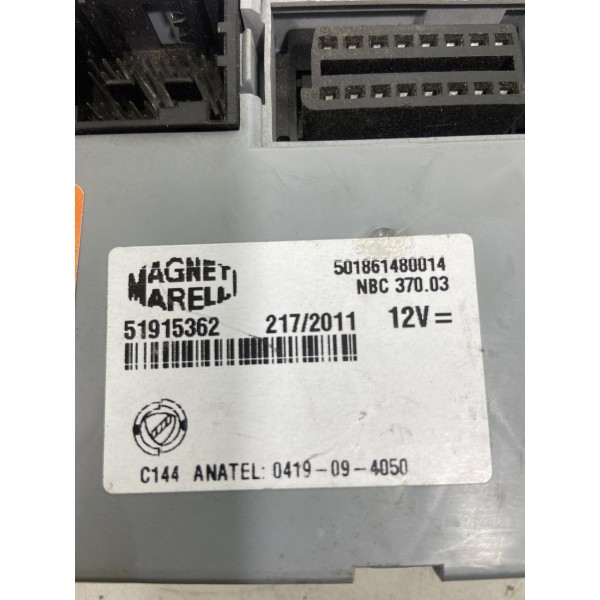 MAGNETI
MARELLI
501861480014
NBC 370.03
51915362 217/2011 12V=
C144 ANATEL: 0419-09-4050